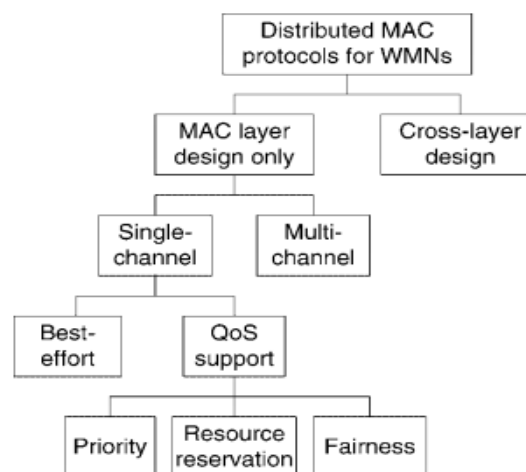 Distributed MAC
protocols for WMNs
MAC layer
design only
Cross-layer
design
Single-
channel
Multi-
channel
Best-
effort
QoS
support
Priority
Resource
reservation
Fairness